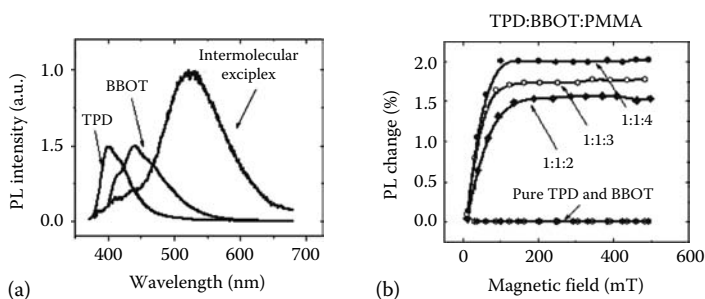 TPD:BBOT:PMMA
Intermolecular
exciplex
BBOT
TPD
1.0
1.5
0.0
PL intensity (a.u.)
400 500 600 700
Wavelength (nm)
(a)
2.0
1.5
1.0
0.5
0.0
PL change (%)
1:1:4
1:1:3
1:1:2
Pure TPD and BBOT
0 200 400 600
Magnetic field (mT)
(b)